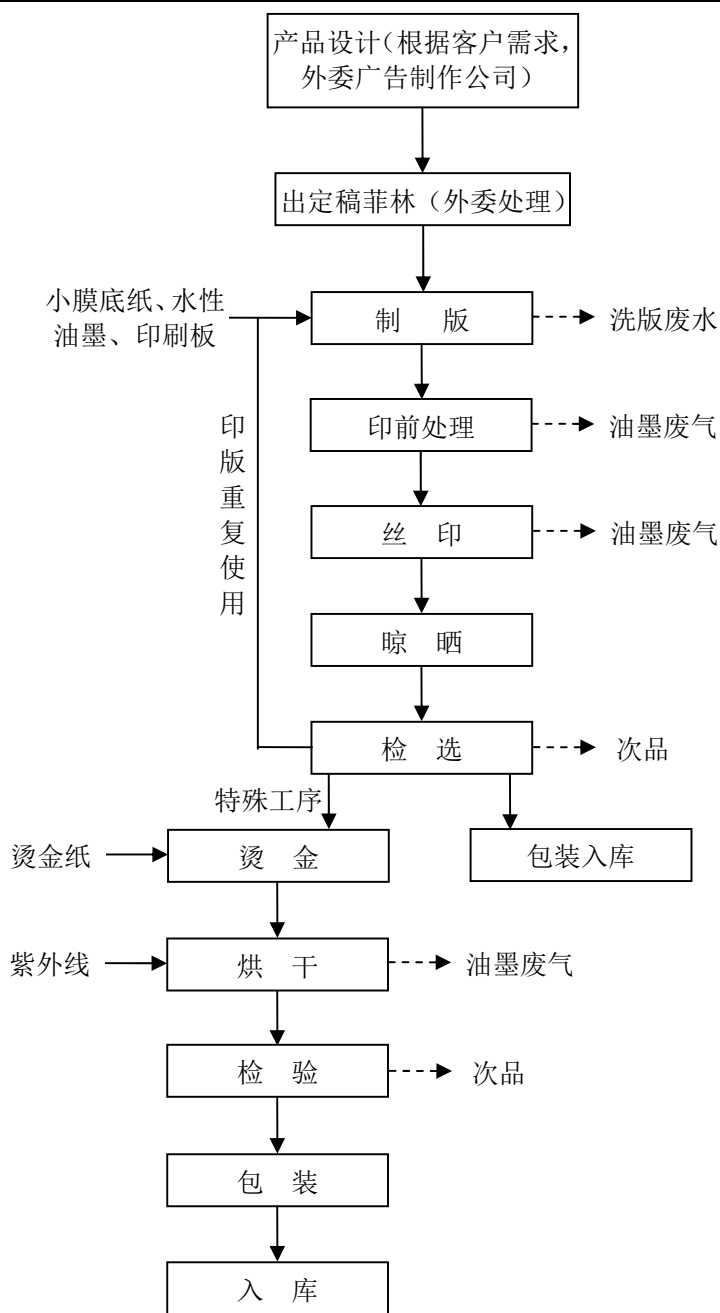 产品设计（根据客户需求，
外委广告制作公司）
出定稿菲林（外委处理）
小膜底纸、水性
油墨、印刷板
制 版
洗版废水
印版重复使用
印前处理
油墨废气
丝 印
油墨废气
晾 晒
检 选
次品
特殊工序
烫金纸
烫 金
包装入库
紫外线
烘 干
油墨废气
检 验
次品
包 装
入 库